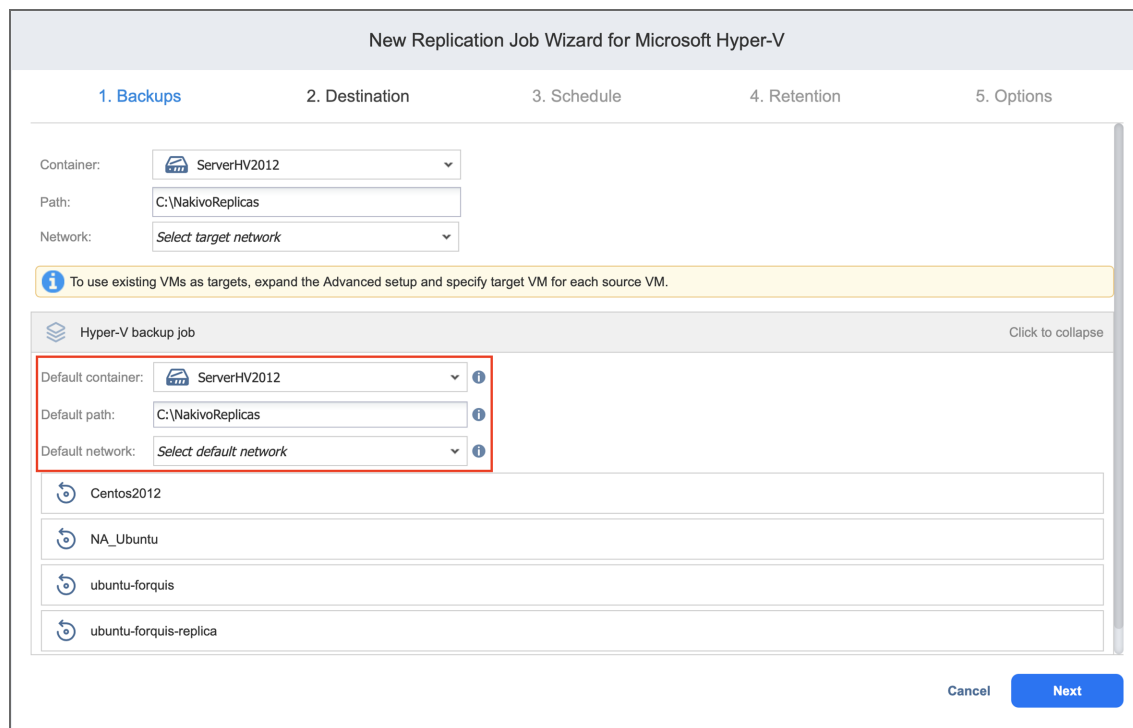 New Replication Job Wizard for Microsoft Hyper-V
1. Backups 2. Destination 3. Schedule 4. Retention 5. Options
Container: ServerHV2012
Path: C:\NakivoReplicas
Network: Select target network
To use existing VMs as targets, expand the Advanced setup and specify target VM for each source VM.
Hyper-V backup job Click to collapse
Default container: ServerHV2012
Default path: C:\NakivoReplicas
Default network: Select default network
Centos2012
NA_Ubuntu
ubuntu-forquis
ubuntu-forquis-replica
Cancel Next